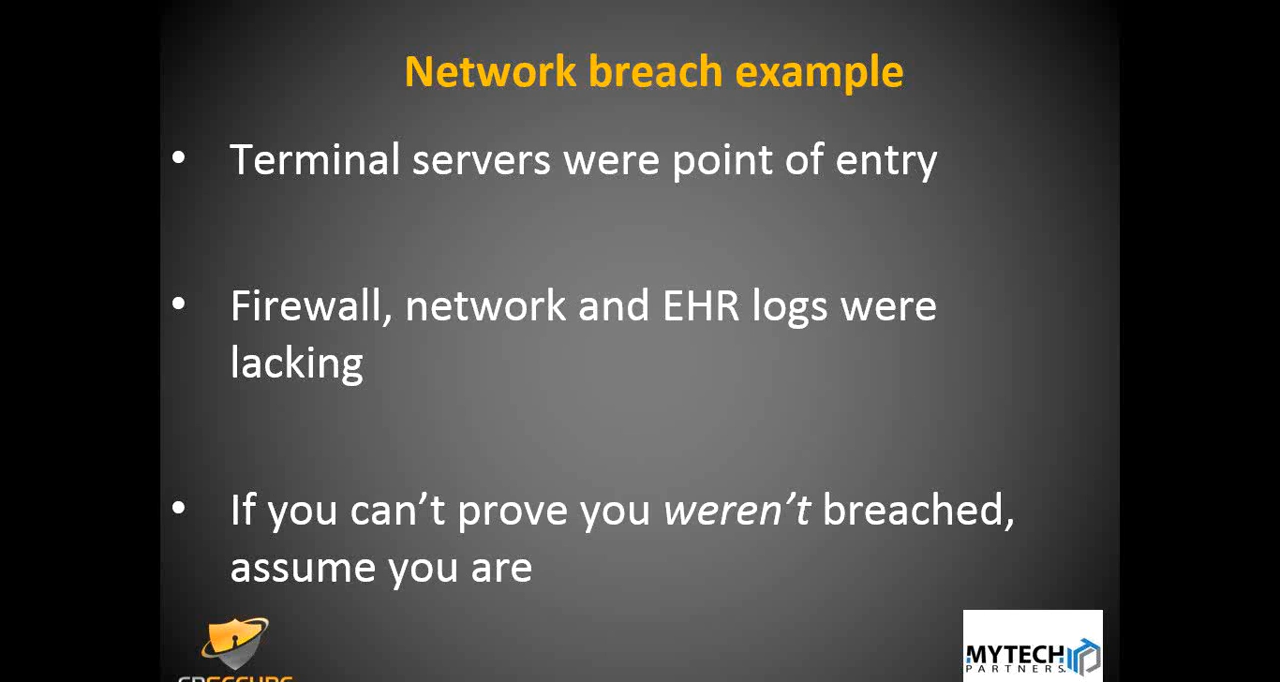 Network breach example
• Terminal servers were point of entry
• Firewall, network and EHR logs were
lacking
• If you can’t prove you weren’t breached,
assume you are
MYTECH
PARTNERS